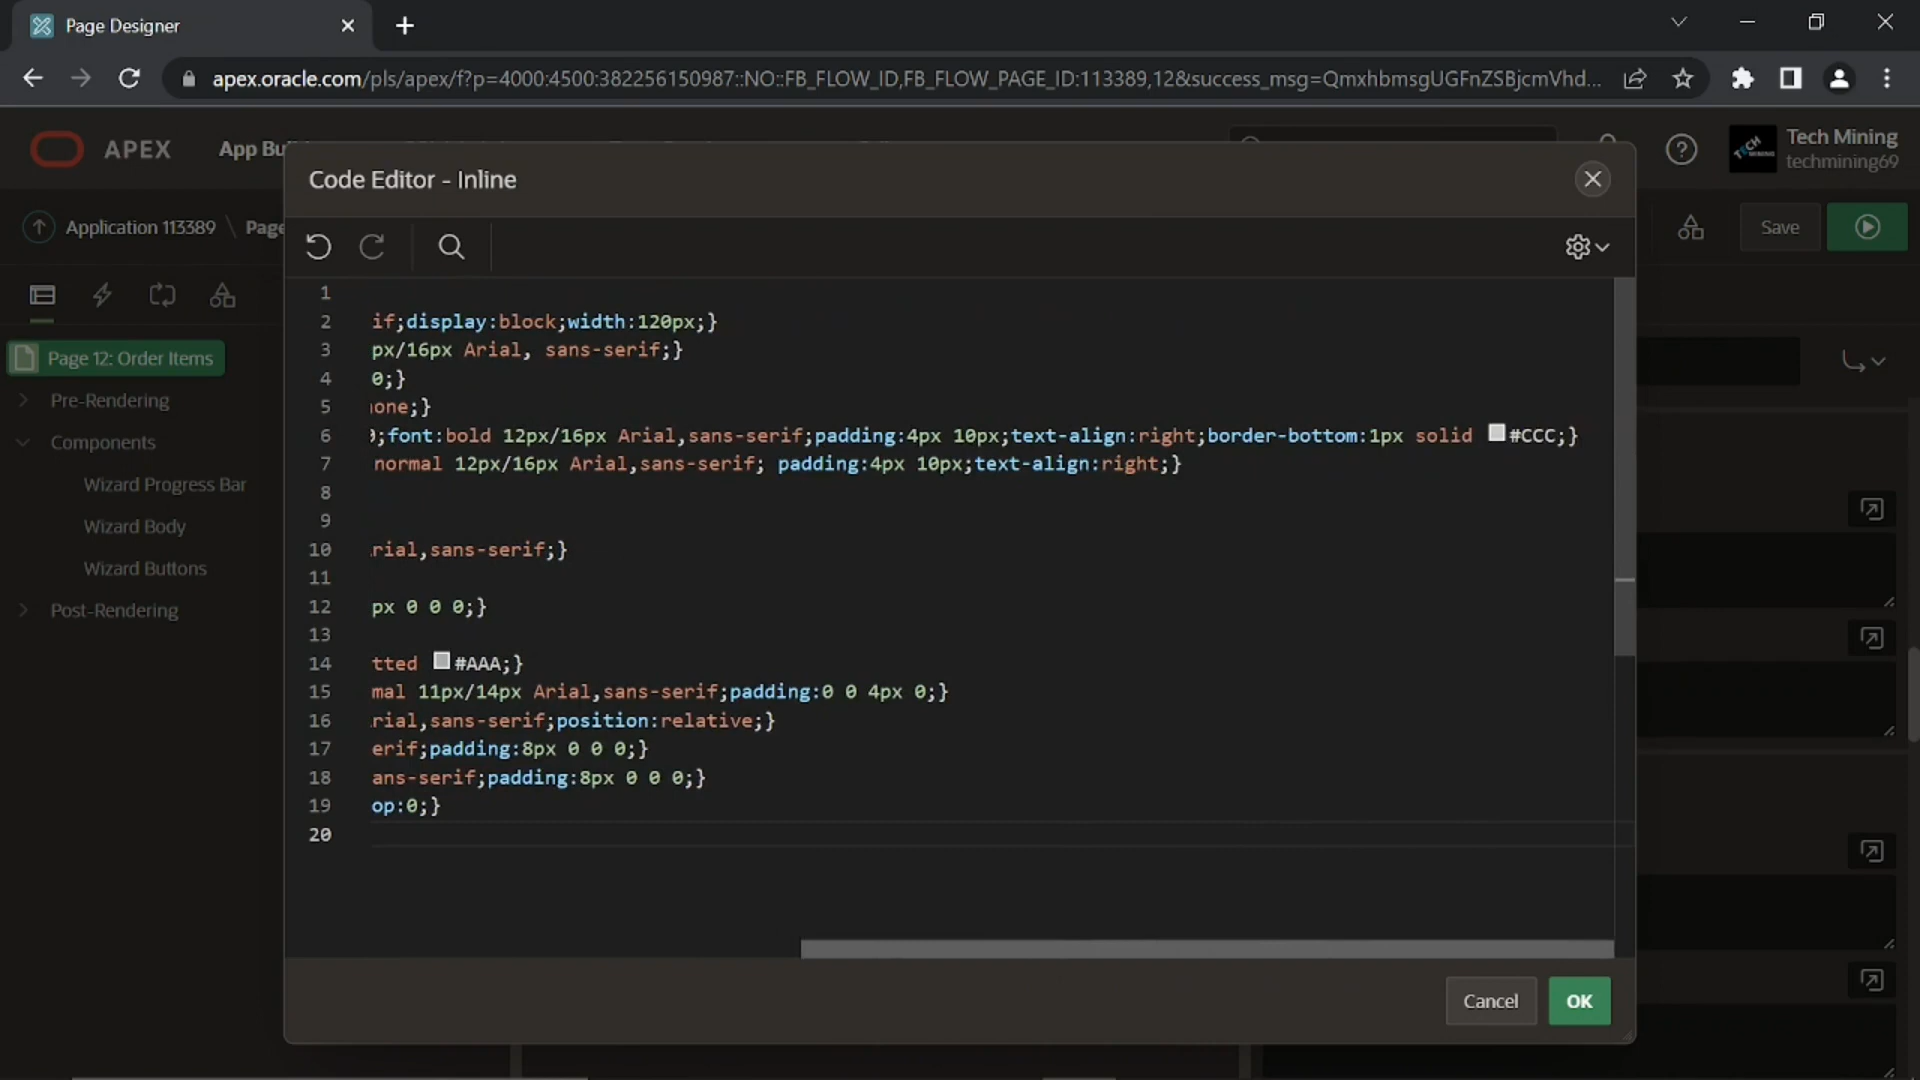 Page Designer
apex.oracle.com/pls/apex/f?p=4000:4500:382256150987::NO::FB_FLOW_ID,FB_FLOW_PAGE_ID:113389,12&success_msg=QmxhbmsgUGFnZSBjcmVhd...
APEX
App Bu
Tech Mining
techmining69
Code Editor - Inline
Application 113389 \ Page
Save
Page 12: Order Items
Pre-Rendering
Components
Wizard Progress Bar
Wizard Body
Wizard Buttons
Post-Rendering
1
2 if;display:block;width:120px;}
3 px/16px Arial, sans-serif;}
4 0;}
5 one;}
6 ;font:bold 12px/16px Arial,sans-serif;padding:4px 10px;text-align:right;border-bottom:1px solid #CCC;}
7 normal 12px/16px Arial,sans-serif; padding:4px 10px;text-align:right;}
8
9
10 rial,sans-serif;}
11
12 px 0 0 0;}
13
14 tted #AAA;}
15 mal 11px/14px Arial,sans-serif;padding:0 0 4px 0;}
16 rial,sans-serif;position:relative;}
17 erif;padding:8px 0 0 0;}
18 ans-serif;padding:8px 0 0 0;}
19 op:0;}
20
Cancel
OK